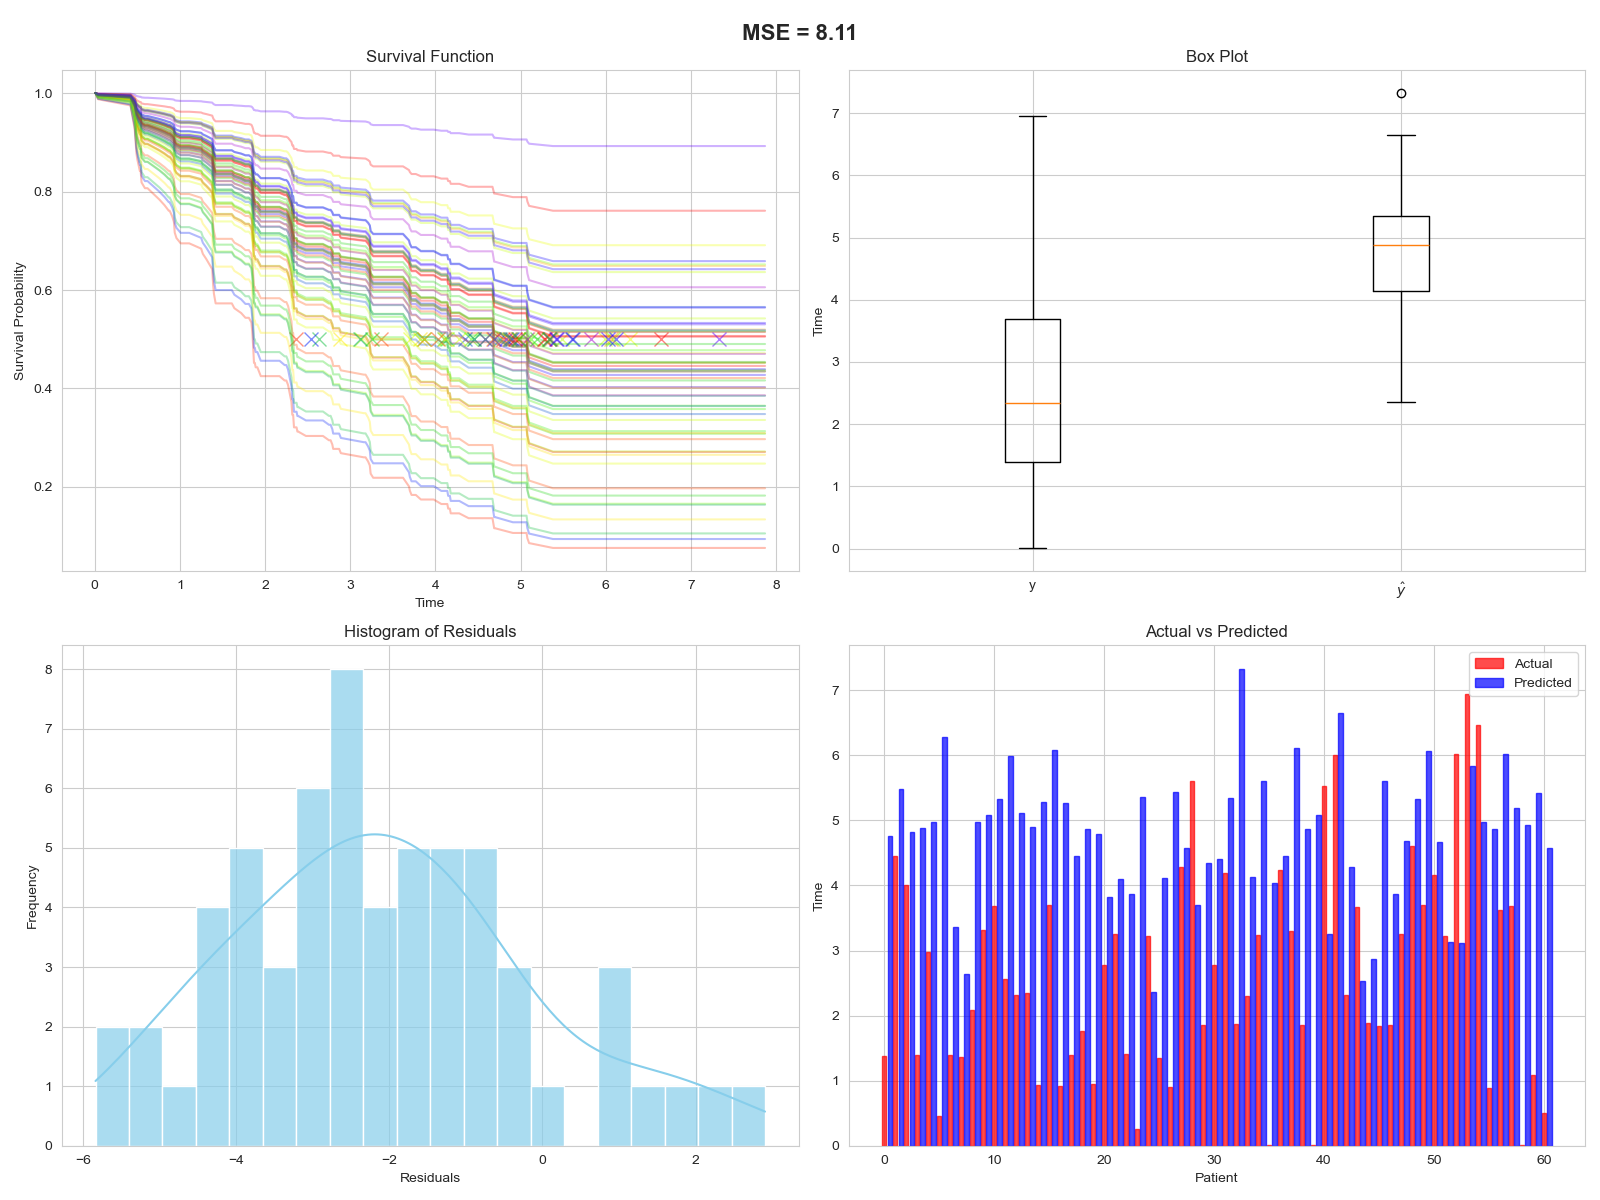 MSE = 8.11
Survival Function
Survival Probability
1.0
0.8
0.6
0.4
0.2
0 1 2 3 4 5 6 7 8
Time
Box Plot
Time
7
6
5
4
3
2
1
0
y ŷ
Histogram of Residuals
Frequency
8
7
6
5
4
3
2
1
0
−6 −4 −2 0 2
Residuals
Actual vs Predicted
Actual
Predicted
Time
7
6
5
4
3
2
1
0
0 10 20 30 40 50 60
Patient